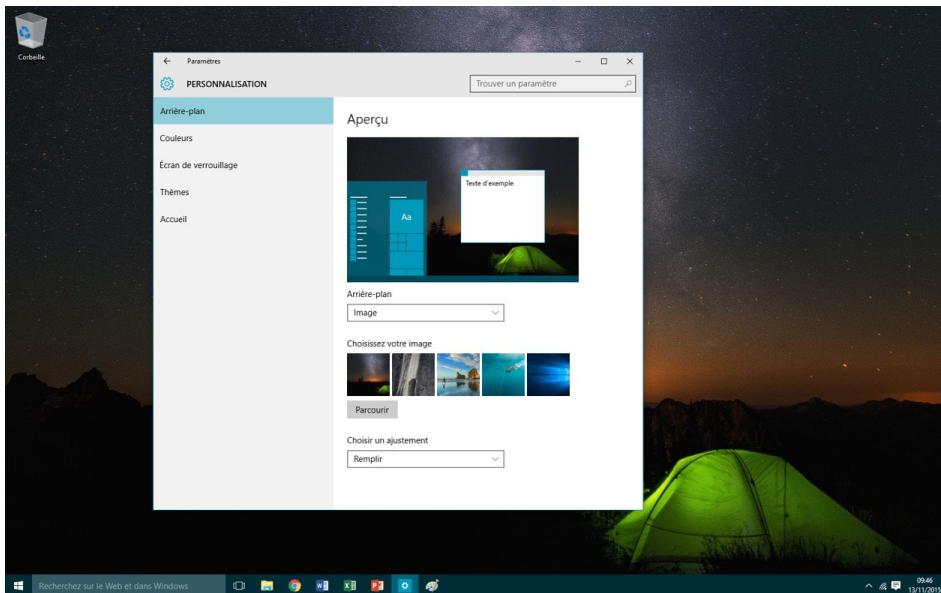 Corbeille
Paramètres
PERSONNALISATION
Trouver un paramètre
Arrière-plan
Couleurs
Écran de verrouillage
Thèmes
Accueil
Aperçu
Texte d'exemple
Aa
Arrière-plan
Image
Choisissez votre image
Parcourir
Choisir un ajustement
Remplir
Recherchez sur le Web et dans Windows
09:46
13/11/2015